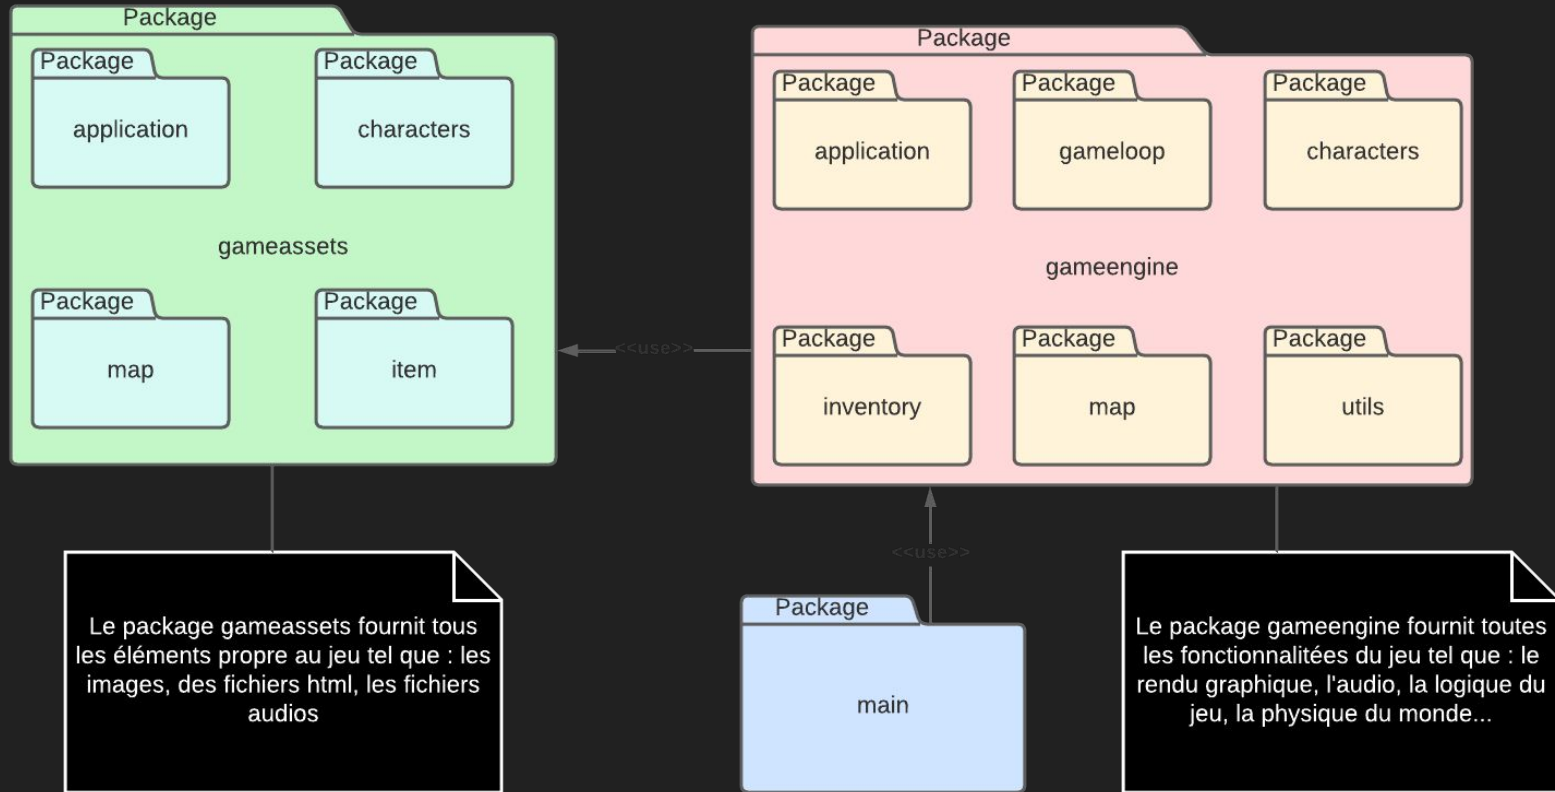 Package
Package
application
Package
characters
gameassets
Package
map
Package
item
Package
Package
application
Package
gameloop
Package
characters
gameengine
Package
inventory
Package
map
Package
utils
<<use>>
<<use>>
Package
main
Le package gameassets fournit tous
les éléments propre au jeu tel que : les
images, des fichiers html, les fichiers
audios
Le package gameengine fournit toutes
les fonctionnalitées du jeu tel que : le
rendu graphique, l'audio, la logique du
jeu, la physique du monde...